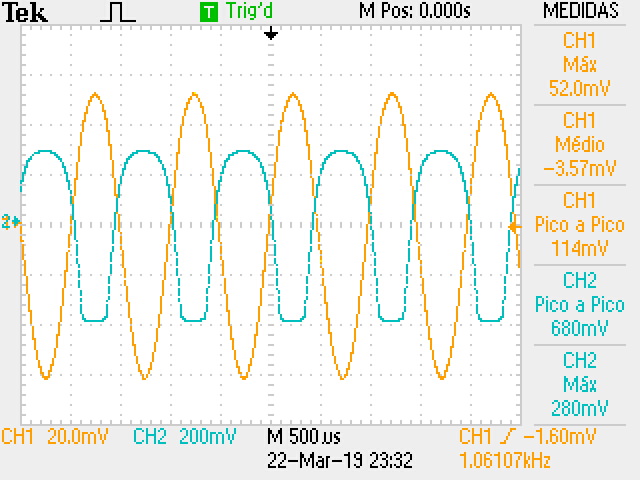 Tek T Trig'd M Pos: 0.000s MEDIDAS
CH1
Máx
52.0mV
CH1
Médio
-3.57mV
CH1
Pico a Pico
114mV
CH2
Pico a Pico
680mV
CH2
Máx
280mV
2
CH1 20.0mV CH2 200mV M 500µs CH1 -1.60mV
22-Mar-19 23:32 1.06107kHz